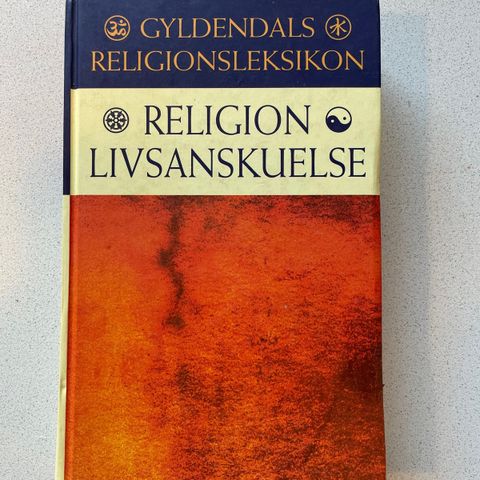 GYLDENDALS
RELIGIONSLEKSIKON
RELIGION
LIVSANSKUELSE